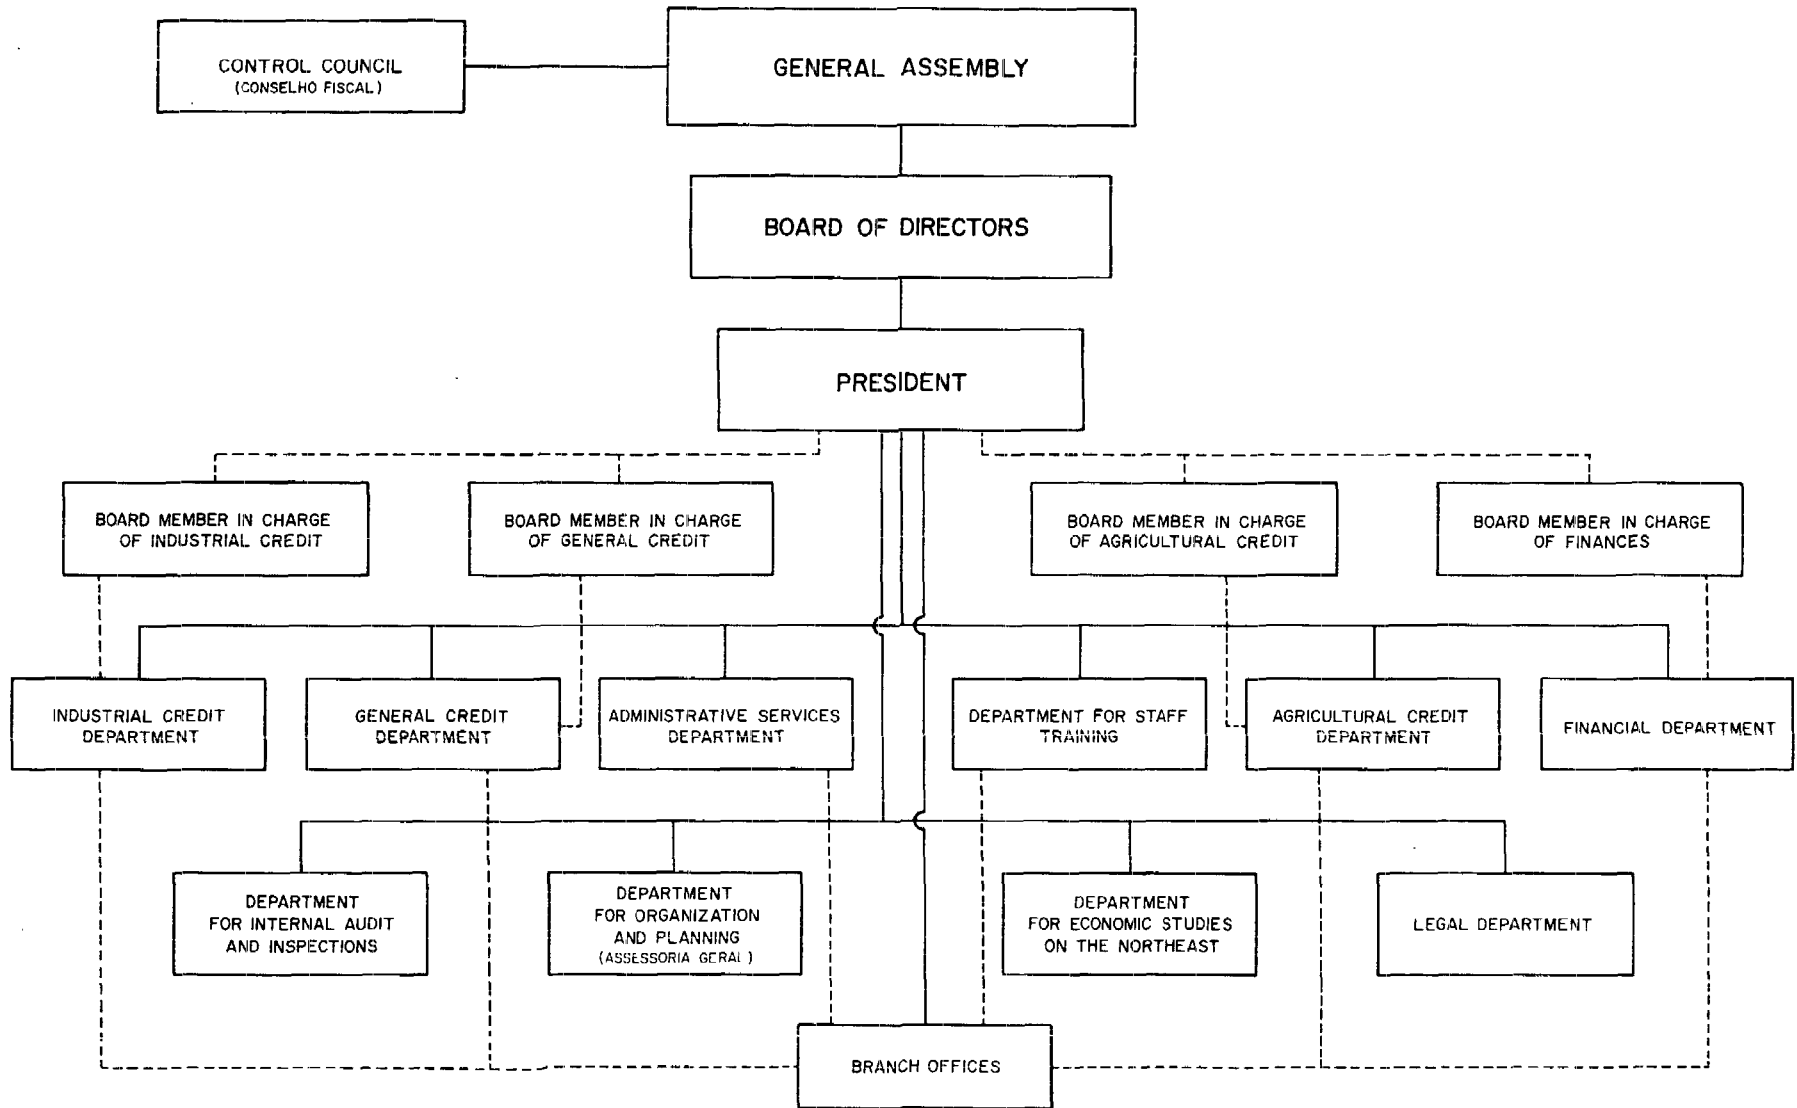 CONTROL COUNCIL
(CONSELHO FISCAL)
GENERAL ASSEMBLY
BOARD OF DIRECTORS
PRESIDENT
BOARD MEMBER IN CHARGE
OF INDUSTRIAL CREDIT
BOARD MEMBER IN CHARGE
OF GENERAL CREDIT
BOARD MEMBER IN CHARGE
OF AGRICULTURAL CREDIT
BOARD MEMBER IN CHARGE
OF FINANCES
INDUSTRIAL CREDIT
DEPARTMENT
GENERAL CREDIT
DEPARTMENT
ADMINISTRATIVE SERVICES
DEPARTMENT
DEPARTMENT FOR STAFF
TRAINING
AGRICULTURAL CREDIT
DEPARTMENT
FINANCIAL DEPARTMENT
DEPARTMENT
FOR INTERNAL AUDIT
AND INSPECTIONS
DEPARTMENT
FOR ORGANIZATION
AND PLANNING
(ASSESSORIA GERAL)
DEPARTMENT
FOR ECONOMIC STUDIES
ON THE NORTHEAST
LEGAL DEPARTMENT
BRANCH OFFICES